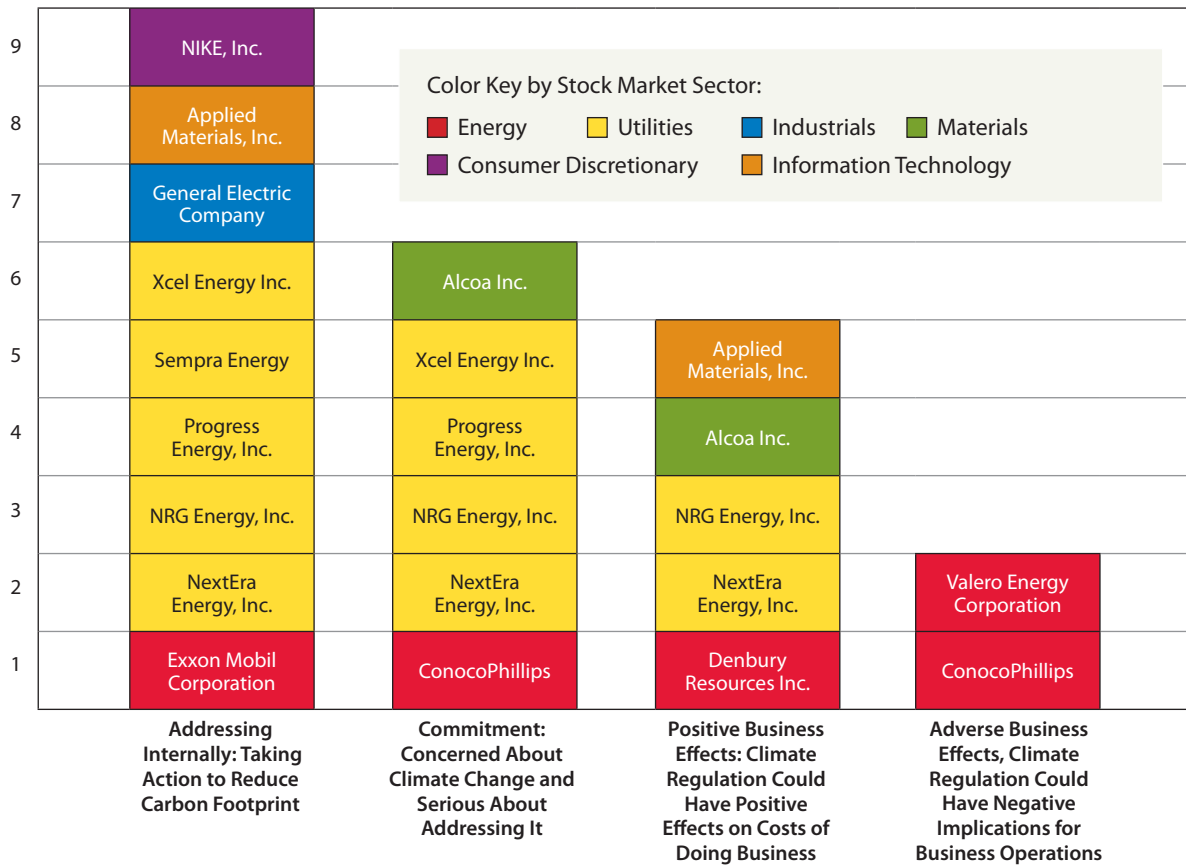 9
8
7
6
5
4
3
2
1
Color Key by Stock Market Sector:
Energy
Utilities
Industrials
Materials
Consumer Discretionary
Information Technology
NIKE, Inc.
Applied
Materials, Inc.
General Electric
Company
Xcel Energy Inc.
Sempra Energy
Progress
Energy, Inc.
NRG Energy, Inc.
NextEra
Energy, Inc.
Exxon Mobil
Corporation
Addressing
Internally: Taking
Action to Reduce
Carbon Footprint
Alcoa Inc.
Xcel Energy Inc.
Progress
Energy, Inc.
NRG Energy, Inc.
NextEra
Energy, Inc.
ConocoPhillips
Commitment:
Concerned About
Climate Change and
Serious About
Addressing It
Applied
Materials, Inc.
Alcoa Inc.
NRG Energy, Inc.
NextEra
Energy, Inc.
Denbury
Resources Inc.
Positive Business
Effects: Climate
Regulation Could
Have Positive
Effects on Costs of
Doing Business
Valero Energy
Corporation
ConocoPhillips
Adverse Business
Effects, Climate
Regulation Could
Have Negative
Implications for
Business Operations